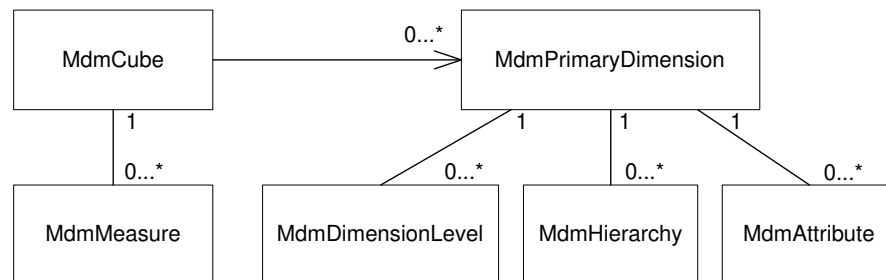 0...*
MdmCube
MdmPrimaryDimension
1
1
1
1
0...*
0...*
0...*
0...*
MdmMeasure
MdmDimensionLevel
MdmHierarchy
MdmAttribute